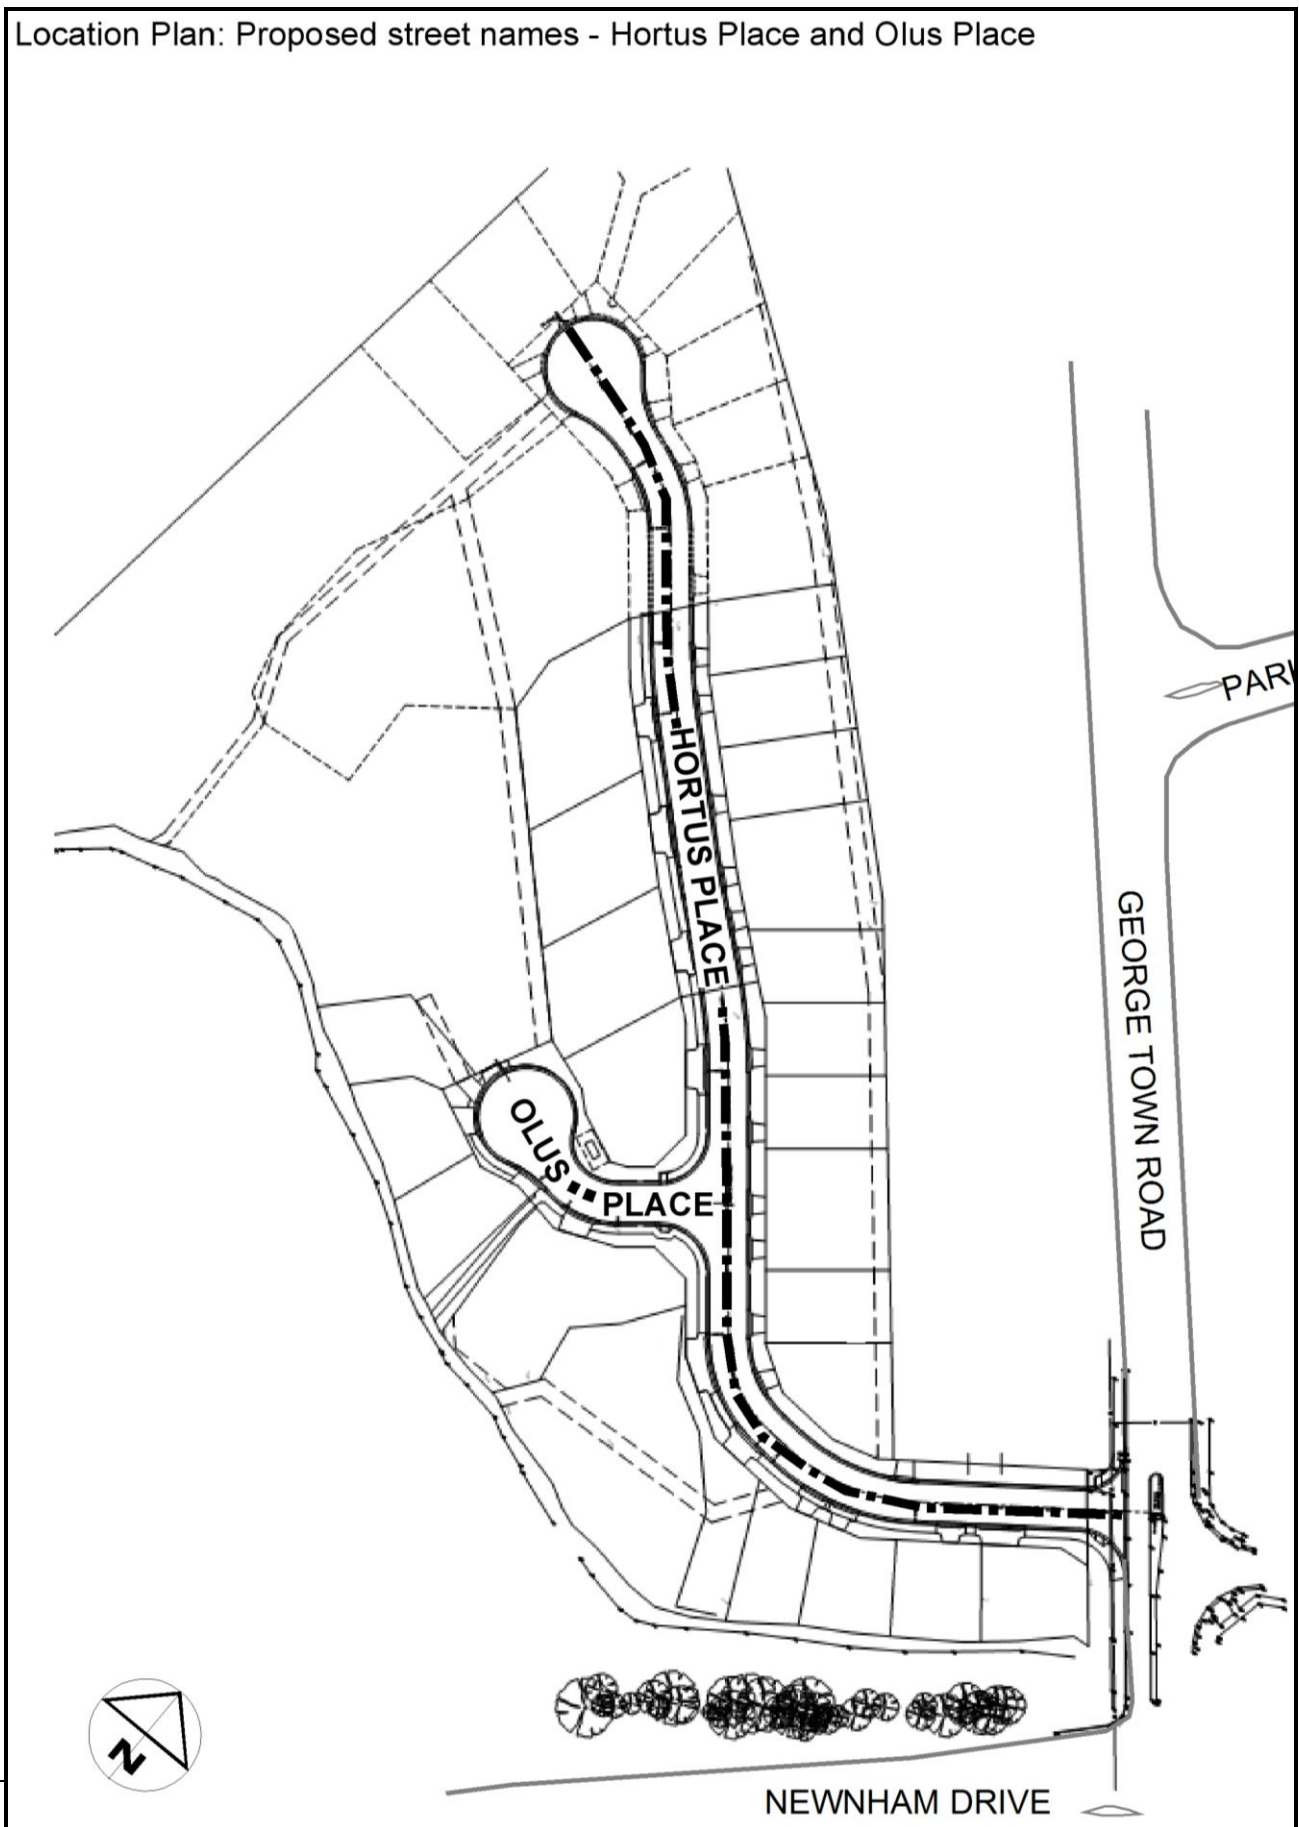 Location Plan: Proposed street names - Hortus Place and Olus Place
PARK
HORTUS PLACE
GEORGE TOWN ROAD
OLUS
PLACE
N
NEWNHAM DRIVE